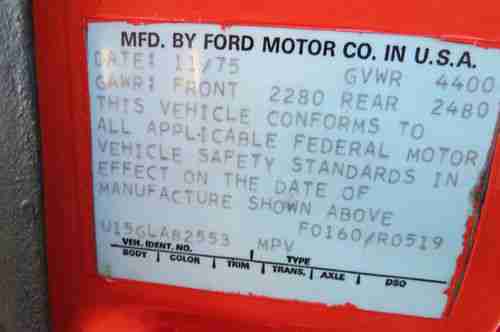 MFD. BY FORD MOTOR CO. IN U.S.A.
DATE: 11/75 GVWR 4400
GAWR: FRONT 2280 REAR 2480
THIS VEHICLE CONFORMS TO
ALL APPLICABLE FEDERAL MOTOR
VEHICLE SAFETY STANDARDS IN
EFFECT ON THE DATE OF
MANUFACTURE SHOWN ABOVE
F0160/R0519
U15GLA82553 MPV
VEH. IDENT. NO. TYPE
BODY COLOR TRIM TRANS. AXLE DSO